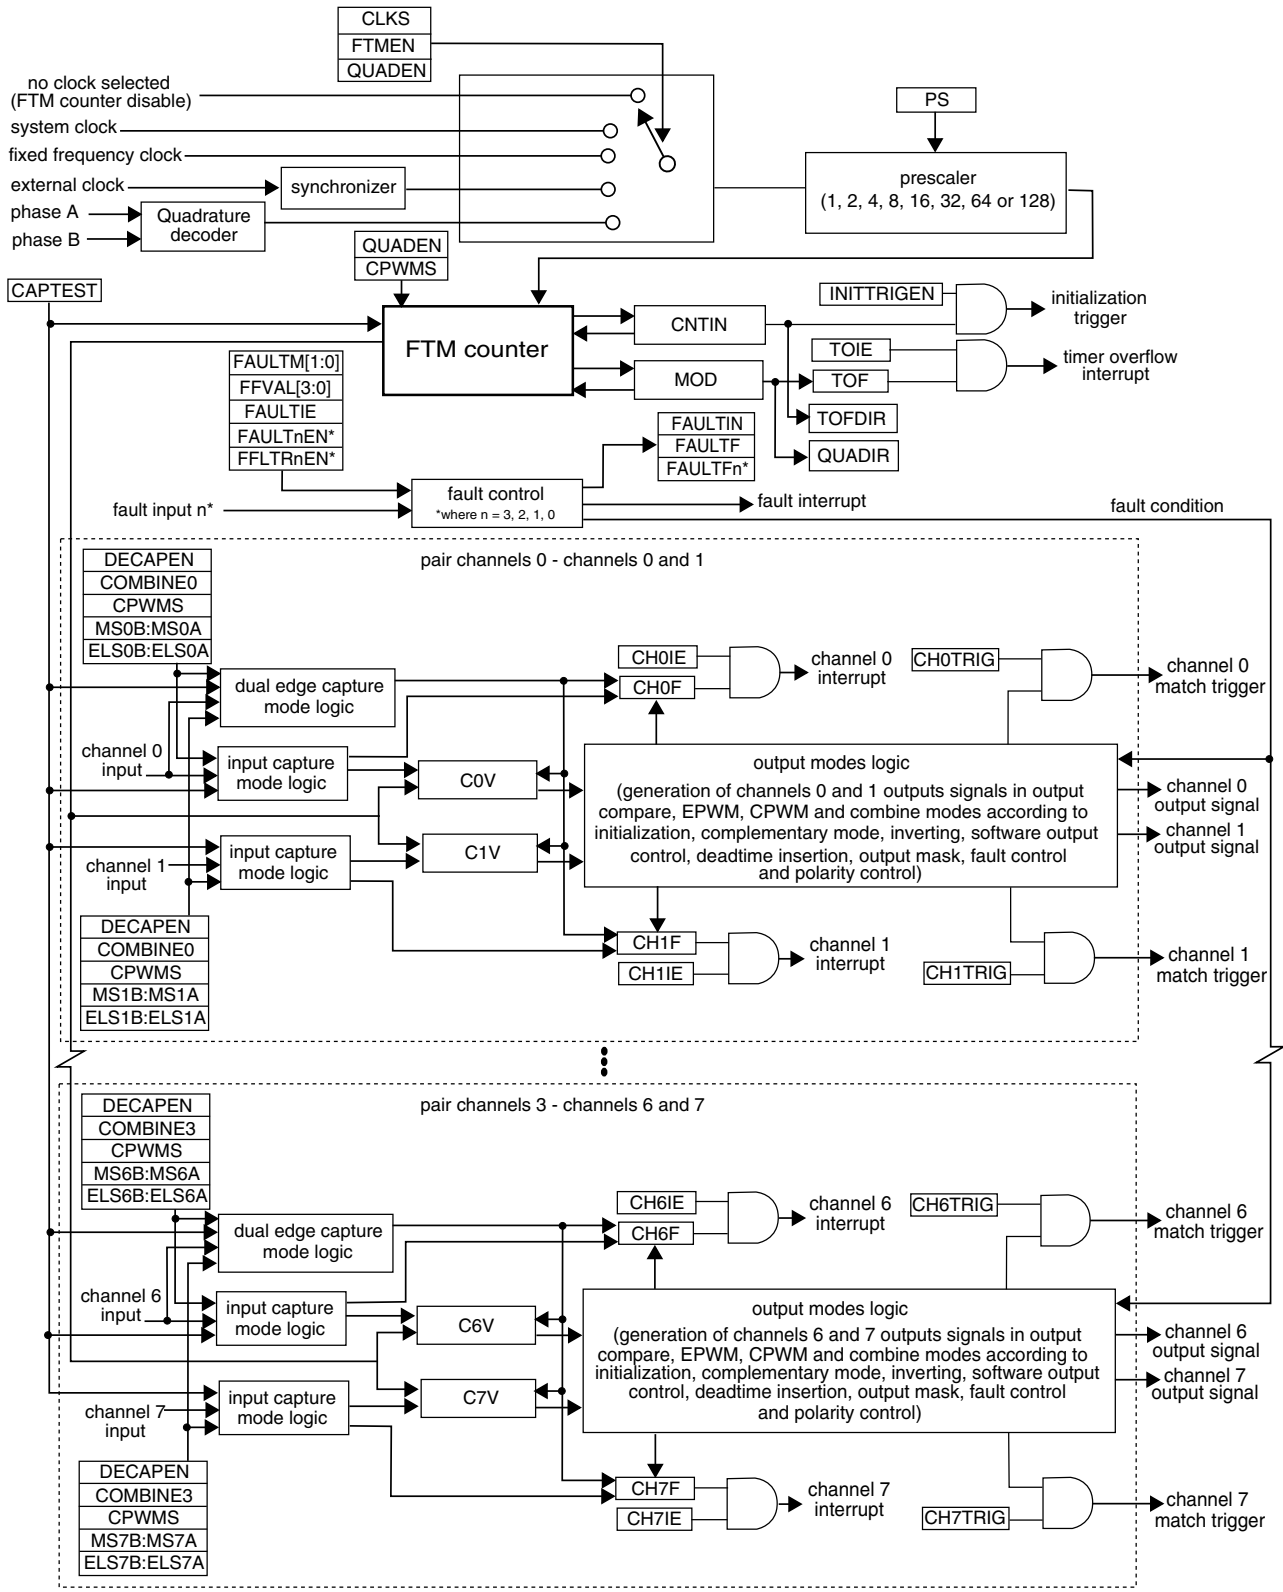 CLKS
FTMEN
QUADEN
no clock selected
(FTM counter disable)
system clock
fixed frequency clock
external clock
synchronizer
phase A
phase B
Quadrature
decoder
PS
prescaler
(1, 2, 4, 8, 16, 32, 64 or 128)
QUADEN
CPWMS
CAPTEST
FTM counter
CNTIN
MOD
INITTRIGEN
initialization
trigger
TOIE
TOF
timer overflow
interrupt
TOFDIR
QUADIR
FAULTM[1:0]
FFVAL[3:0]
FAULTIE
FAULTnEN*
FFLTRnEN*
FAULTIN
FAULTF
FAULTFn*
fault input n*
fault control
*where n = 3, 2, 1, 0
fault interrupt
fault condition
pair channels 0 - channels 0 and 1
DECAPEN
COMBINE0
CPWMS
MS0B:MS0A
ELS0B:ELS0A
dual edge capture
mode logic
CH0IE
CH0F
channel 0
interrupt
CH0TRIG
channel 0
match trigger
channel 0
input
input capture
mode logic
C0V
output modes logic
(generation of channels 0 and 1 outputs signals in output
compare, EPWM, CPWM and combine modes according to
initialization, complementary mode, inverting, software output
control, deadtime insertion, output mask, fault control
and polarity control)
channel 0
output signal
channel 1
output signal
channel 1
input
input capture
mode logic
C1V
DECAPEN
COMBINE0
CPWMS
MS1B:MS1A
ELS1B:ELS1A
CH1F
CH1IE
channel 1
interrupt
CH1TRIG
channel 1
match trigger
pair channels 3 - channels 6 and 7
DECAPEN
COMBINE3
CPWMS
MS6B:MS6A
ELS6B:ELS6A
dual edge capture
mode logic
CH6IE
CH6F
channel 6
interrupt
CH6TRIG
channel 6
match trigger
channel 6
input
input capture
mode logic
C6V
output modes logic
(generation of channels 6 and 7 outputs signals in output
compare, EPWM, CPWM and combine modes according to
initialization, complementary mode, inverting, software output
control, deadtime insertion, output mask, fault control
and polarity control)
channel 6
output signal
channel 7
output signal
channel 7
input
input capture
mode logic
C7V
DECAPEN
COMBINE3
CPWMS
MS7B:MS7A
ELS7B:ELS7A
CH7F
CH7IE
channel 7
interrupt
CH7TRIG
channel 7
match trigger